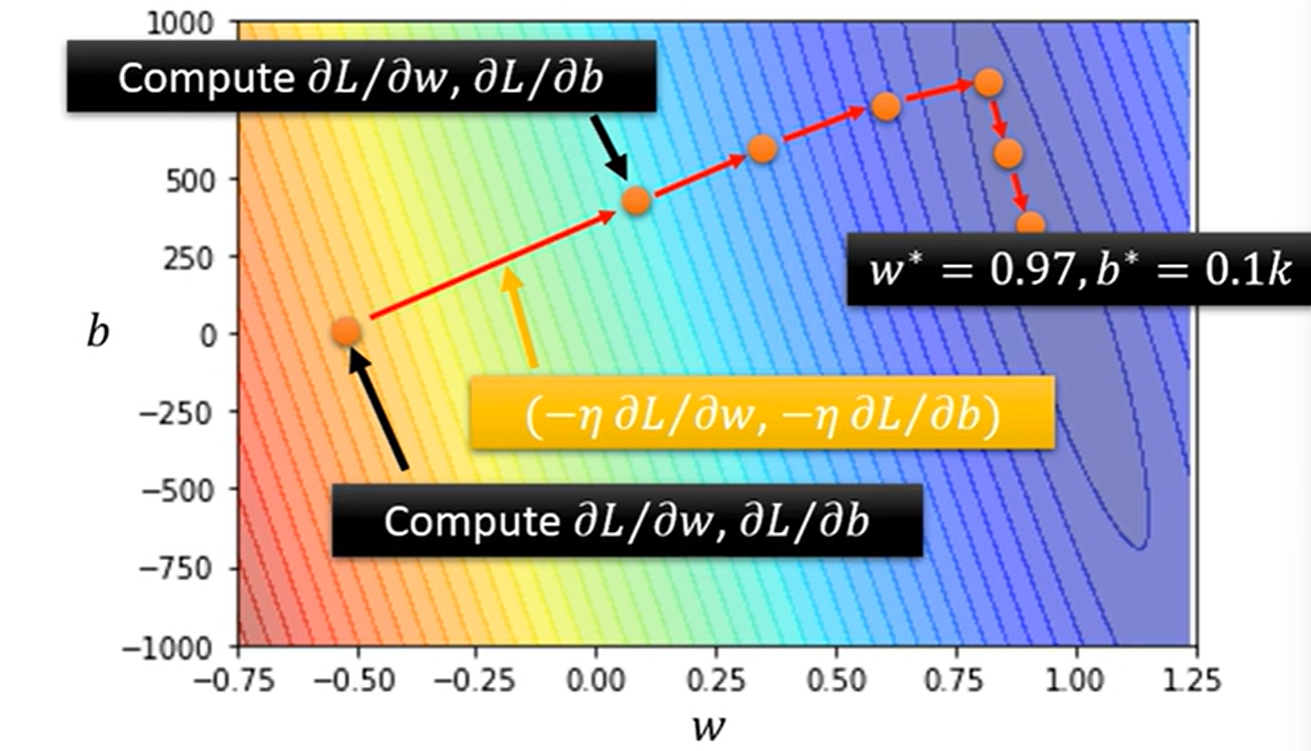 1000
Compute ∂L/∂w, ∂L/∂b
500
250
w* = 0.97, b* = 0.1k
b
0
−250
(−η ∂L/∂w, −η ∂L/∂b)
−500
Compute ∂L/∂w, ∂L/∂b
−750
−1000
−0.75 −0.50 −0.25 0.00 0.25 0.50 0.75 1.00 1.25
w